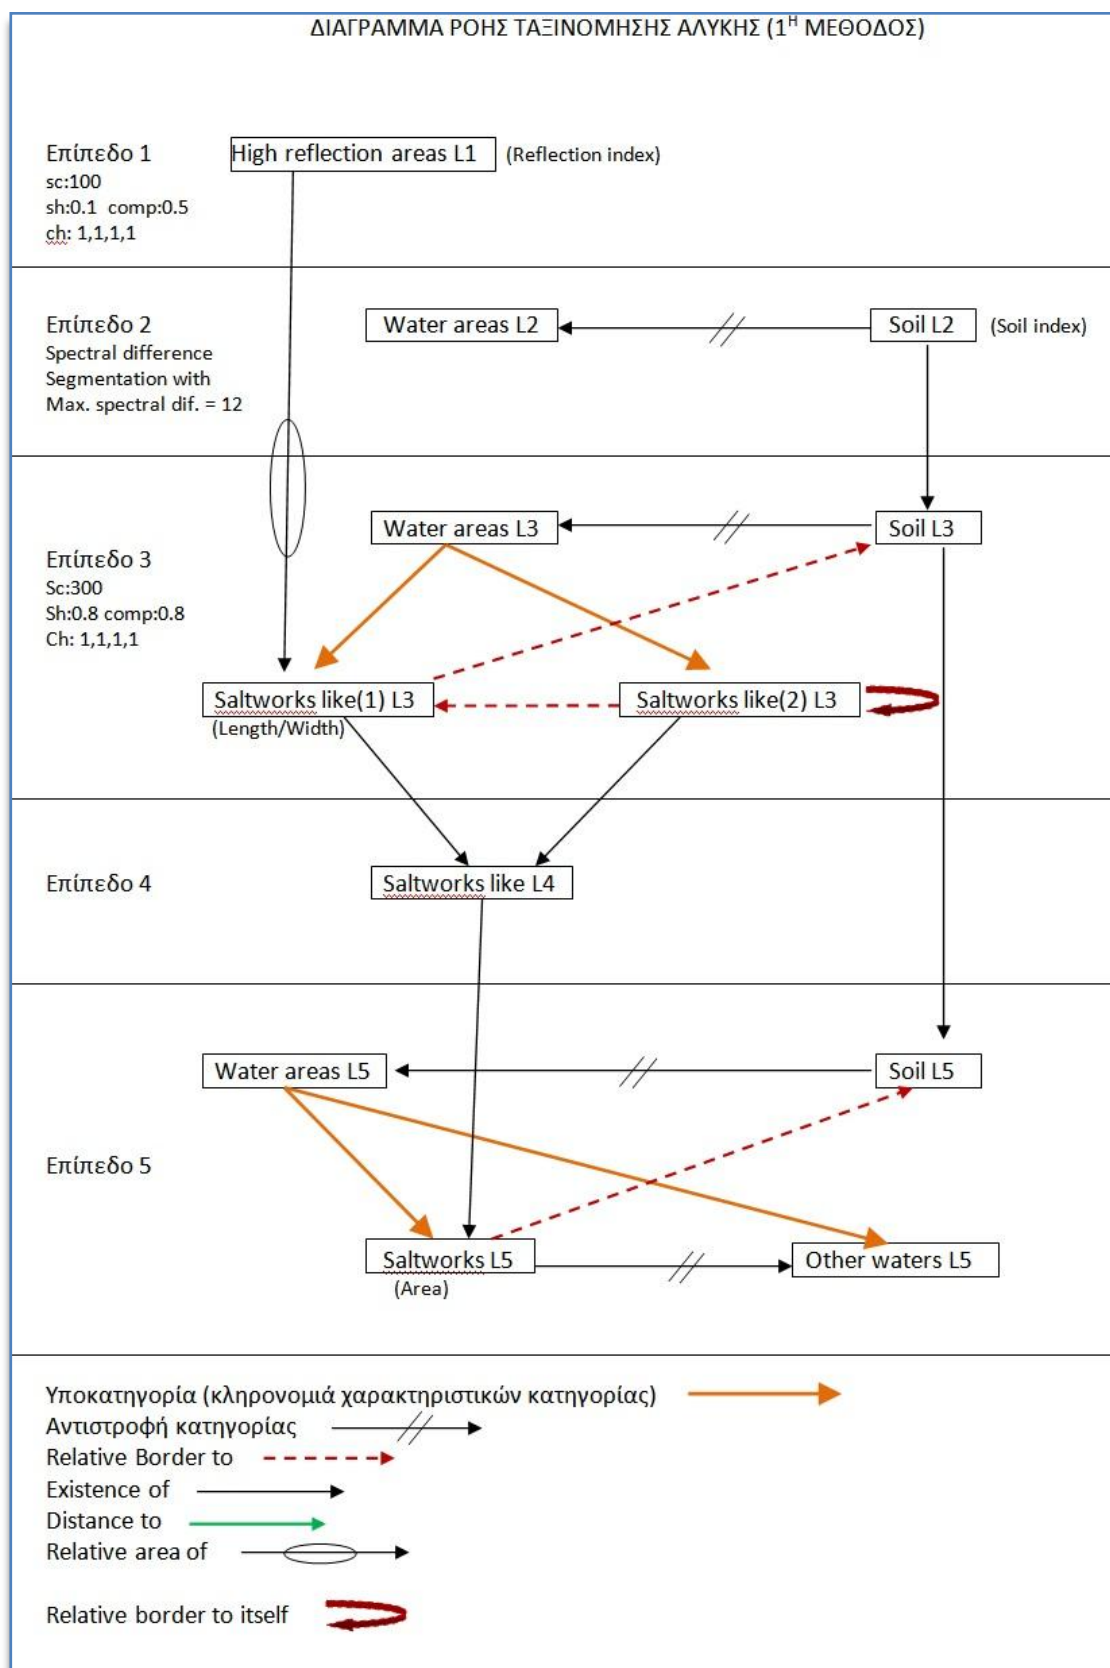 ΔΙΑΓΡΑΜΜΑ ΡΟΗΣ ΤΑΞΙΝΟΜΗΣΗΣ ΑΛΥΚΗΣ (1Η ΜΕΘΟΔΟΣ)
Επίπεδο 1
High reflection areas L1 (Reflection index)
sc:100
sh:0.1 comp:0.5
ch: 1,1,1,1
Επίπεδο 2
Water areas L2
Soil L2 (Soil index)
Spectral difference
Segmentation with
Max. spectral dif. = 12
Water areas L3
Soil L3
Επίπεδο 3
Sc:300
Sh:0.8 comp:0.8
Ch: 1,1,1,1
Saltworks like(1) L3
Saltworks like(2) L3
(Length/Width)
Επίπεδο 4
Saltworks like L4
Water areas L5
Soil L5
Επίπεδο 5
Saltworks L5
Other waters L5
(Area)
Υποκατηγορία (κληρονομιά χαρακτηριστικών κατηγορίας)
Αντιστροφή κατηγορίας
Relative Border to
Existence of
Distance to
Relative area of
Relative border to itself